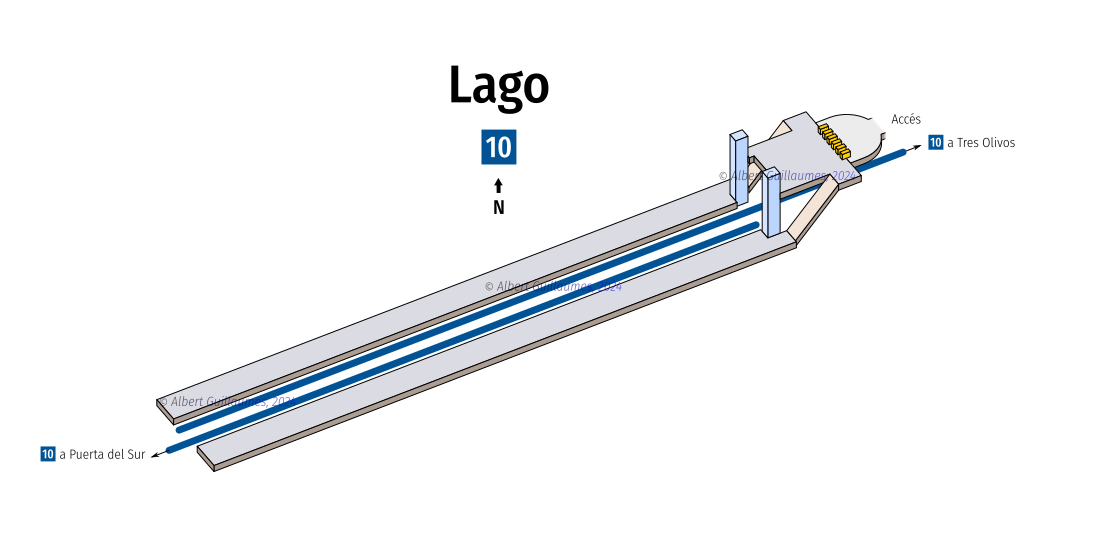 Lago
10
N
Accés
10 a Tres Olivos
© Albert Guillaumes, 2024
© Albert Guillaumes, 2024
© Albert Guillaumes, 2024
10 a Puerta del Sur